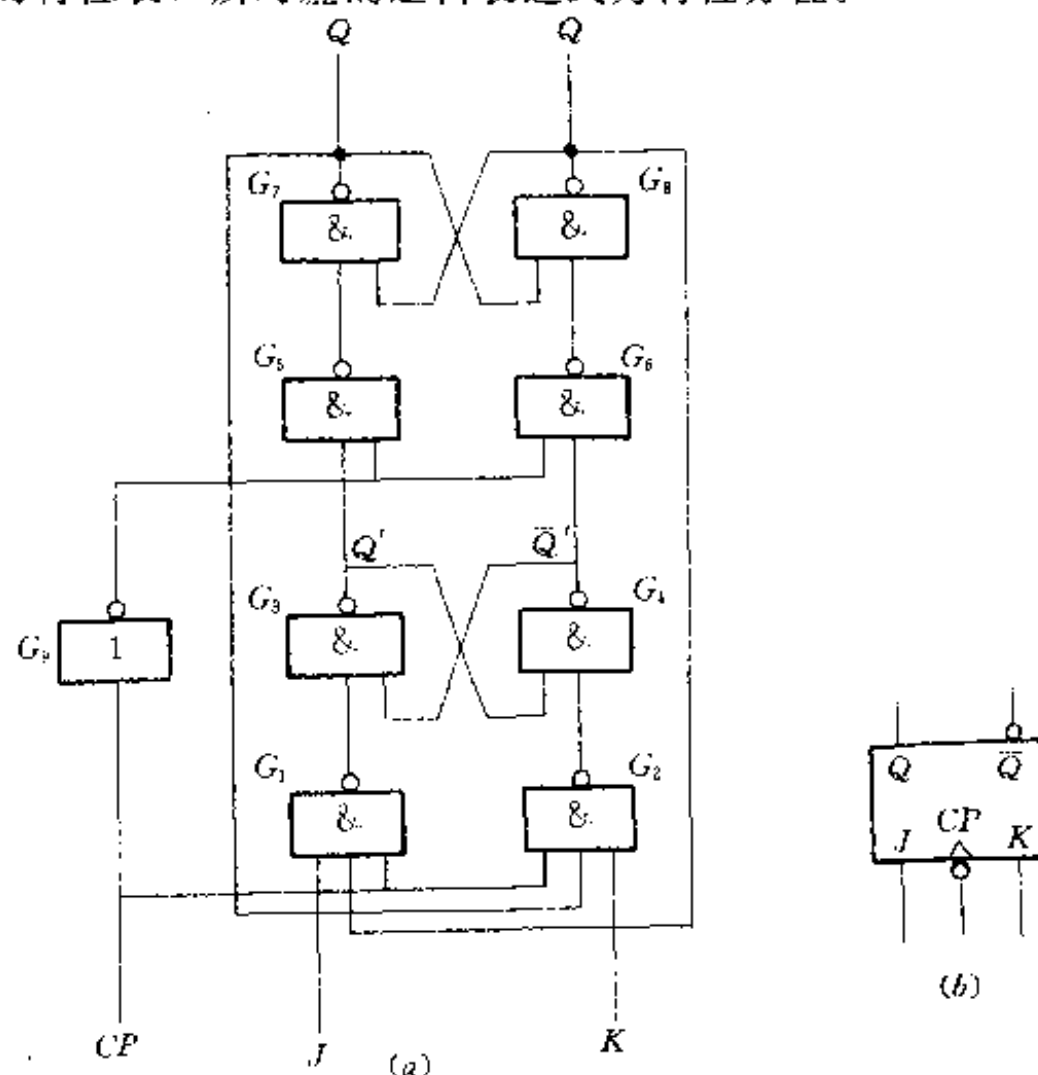 Q Q
G₇ G₈
&. &.
G₅ G₆
&. &.
Q' Q̅'
G₃ G₄
G₉ 1 &. &.
G₁ G₂
&. &.
Q Q̅
J CP K
(b)
CP J (a) K